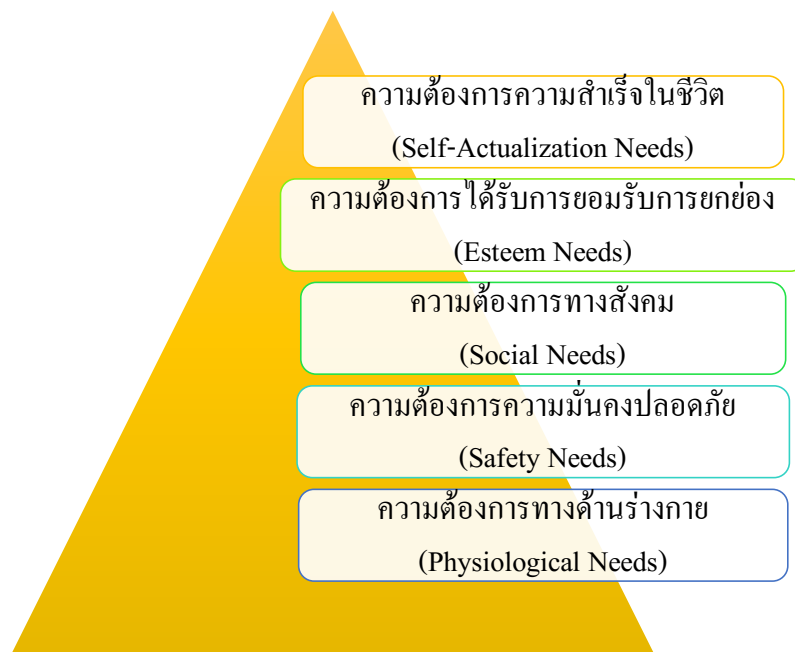 ความต้องการความสำเร็จในชีวิต
(Self-Actualization Needs)
ความต้องการได้รับการยอมรับการยกย่อง
(Esteem Needs)
ความต้องการทางสังคม
(Social Needs)
ความต้องการความมั่นคงปลอดภัย
(Safety Needs)
ความต้องการทางด้านร่างกาย
(Physiological Needs)